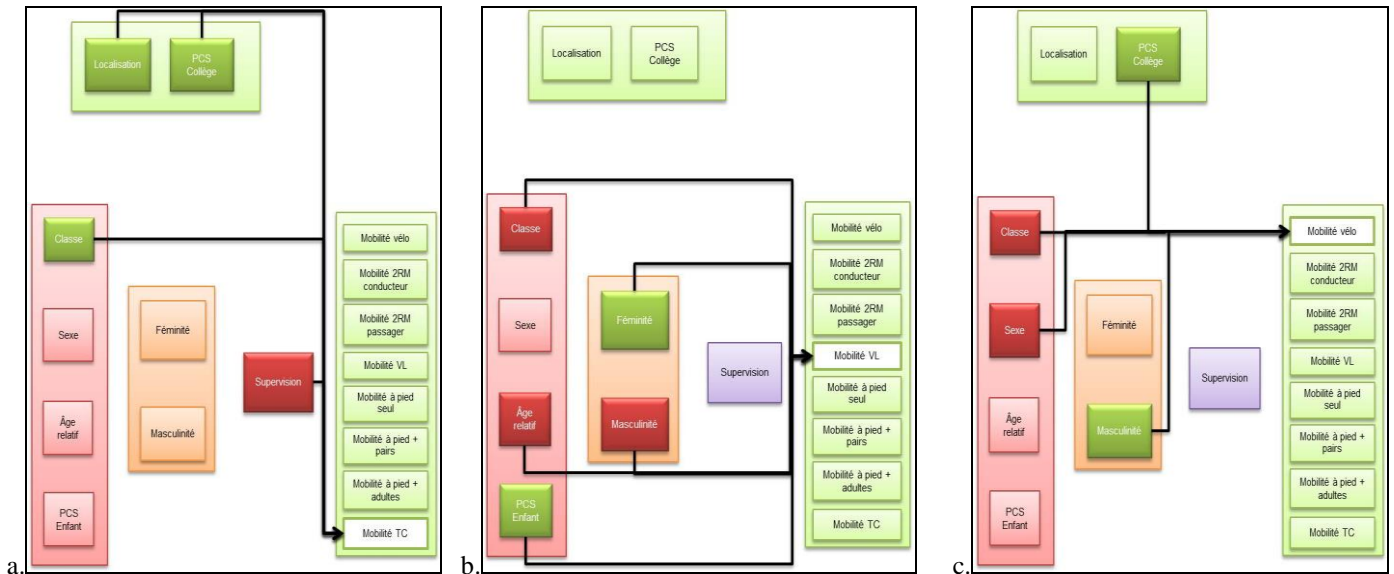 Localisation
PCS
Collège
Classe
Sexe
Âge
relatif
PCS
Enfant
Féminité
Masculinité
Supervision
Mobilité vélo
Mobilité 2RM
conducteur
Mobilité 2RM
passager
Mobilité VL
Mobilité à pied
seul
Mobilité à pied +
pairs
Mobilité à pied +
adultes
Mobilité TC
a.
Localisation
PCS
Collège
Classe
Sexe
Âge
relatif
PCS
Enfant
Féminité
Masculinité
Supervision
Mobilité vélo
Mobilité 2RM
conducteur
Mobilité 2RM
passager
Mobilité VL
Mobilité à pied
seul
Mobilité à pied +
pairs
Mobilité à pied +
adultes
Mobilité TC
b.
Localisation
PCS
Collège
Classe
Sexe
Âge
relatif
PCS
Enfant
Féminité
Masculinité
Supervision
Mobilité vélo
Mobilité 2RM
conducteur
Mobilité 2RM
passager
Mobilité VL
Mobilité à pied
seul
Mobilité à pied +
pairs
Mobilité à pied +
adultes
Mobilité TC
c.